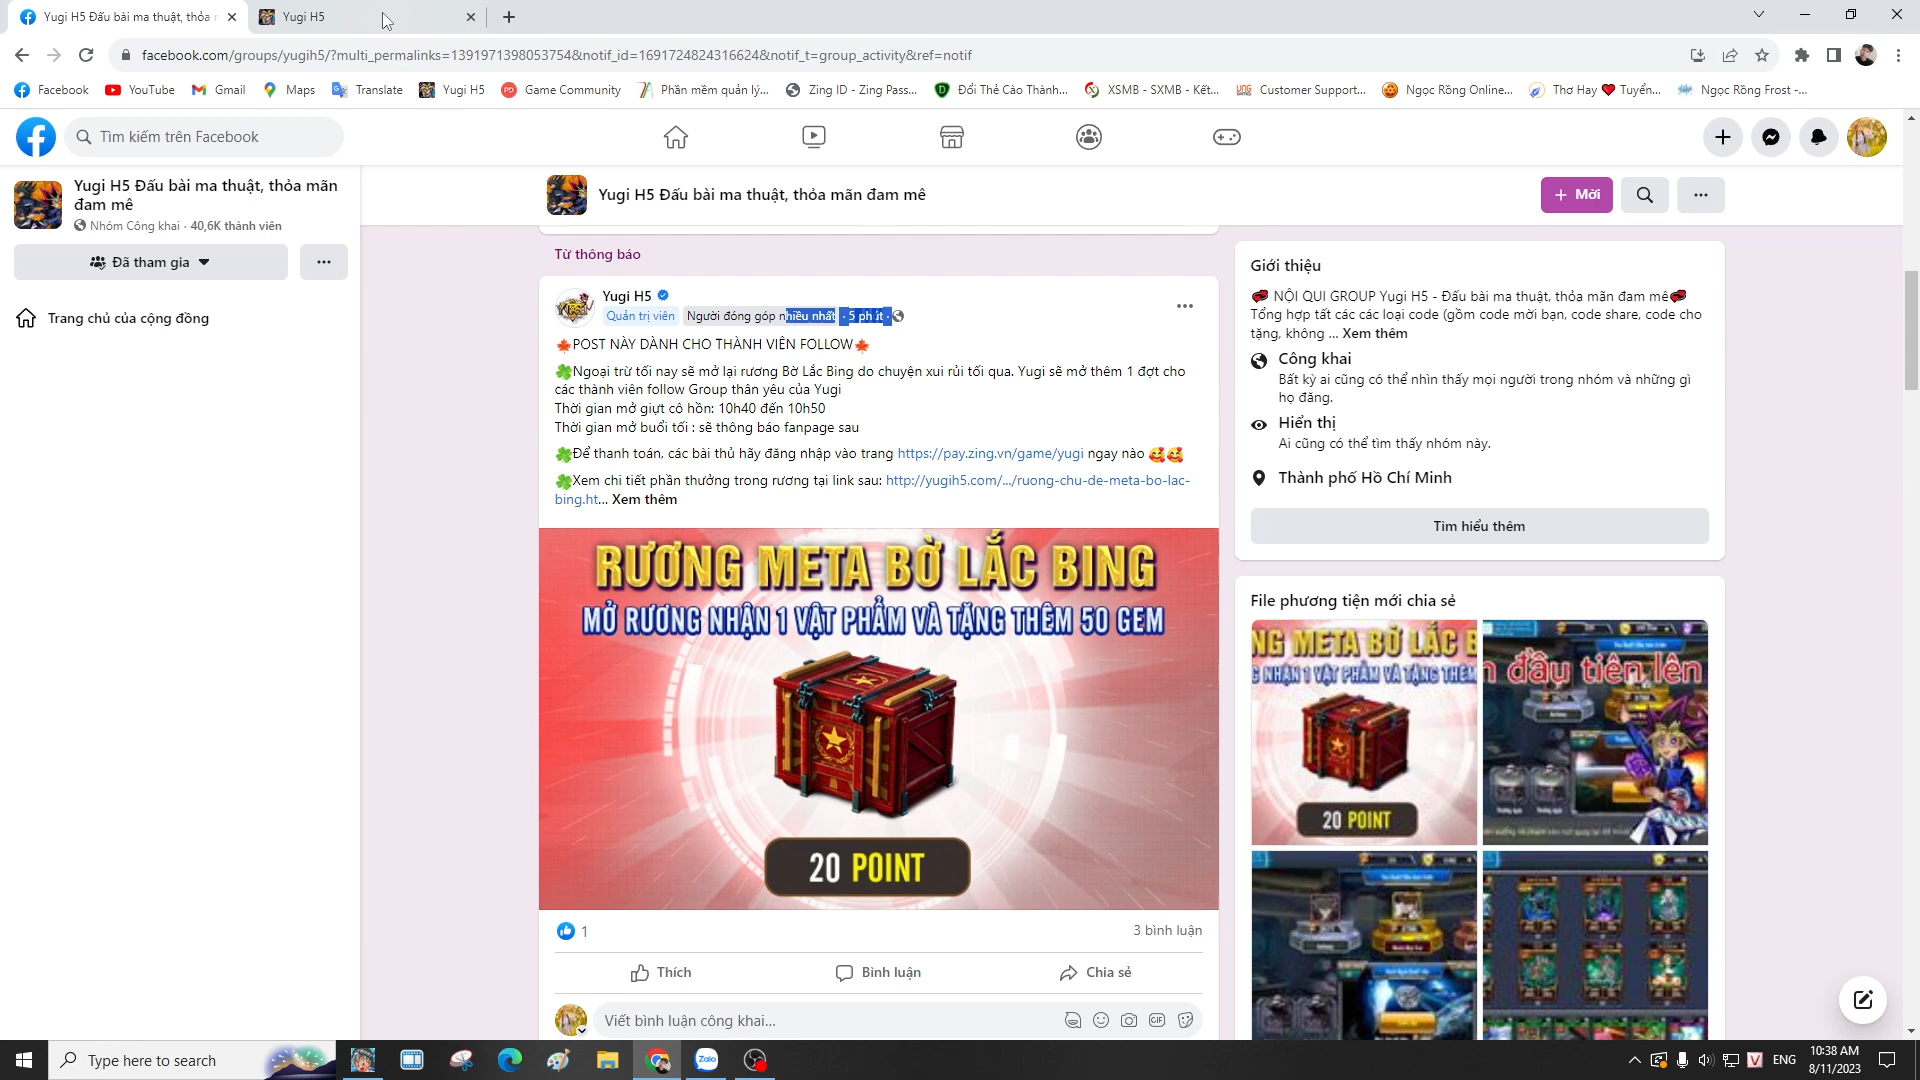 Yugi H5 Đấu bài ma thuật, thỏa
Yugi H5
facebook.com/groups/yugih5/?multi_permalinks=1391971398053754&notif_id=1691724824316624&notif_t=group_activity&ref=notif
Facebook YouTube Gmail Maps Translate Yugi H5 Game Community Phần mềm quản lý... Zing ID - Zing Pass... Đổi Thẻ Cào Thành... XSMB - SXMB - Kết... Customer Support... Ngọc Rồng Online... Thơ Hay Tuyển... Ngọc Rồng Frost -...
Tìm kiếm trên Facebook
Yugi H5 Đấu bài ma thuật, thỏa mãn
đam mê
Nhóm Công khai · 40,6K thành viên
Đã tham gia
Trang chủ của cộng đồng
Yugi H5 Đấu bài ma thuật, thỏa mãn đam mê
+ Mời
Từ thông báo
Yugi H5
Quản trị viên Người đóng góp nhiều nhất · 5 phút ·
🍁POST NÀY DÀNH CHO THÀNH VIÊN FOLLOW🍁
🍀Ngoại trừ tối nay sẽ mở lại rương Bờ Lắc Bing do chuyện xui rủi tối qua. Yugi sẽ mở thêm 1 đợt cho
các thành viên follow Group thân yêu của Yugi
Thời gian mở giựt cô hồn: 10h40 đến 10h50
Thời gian mở buổi tối : sẽ thông báo fanpage sau
🍀Để thanh toán, các bài thủ hãy đăng nhập vào trang https://pay.zing.vn/game/yugi ngay nào 🥰🥰
🍀Xem chi tiết phần thưởng trong rương tại link sau: http://yugih5.com/.../ruong-chu-de-meta-bo-lac-
bing.ht... Xem thêm
RƯƠNG META BỜ LẮC BING
MỞ RƯƠNG NHẬN 1 VẬT PHẨM VÀ TẶNG THÊM 50 GEM
20 POINT
1
3 bình luận
Thích
Bình luận
Chia sẻ
Viết bình luận công khai...
GIF
Giới thiệu
💋 NỘI QUI GROUP Yugi H5 - Đấu bài ma thuật, thỏa mãn đam mê💋
Tổng hợp tất các các loại code (gồm code mời bạn, code share, code cho
tặng, không ... Xem thêm
Công khai
Bất kỳ ai cũng có thể nhìn thấy mọi người trong nhóm và những gì
họ đăng.
Hiển thị
Ai cũng có thể tìm thấy nhóm này.
Thành phố Hồ Chí Minh
Tìm hiểu thêm
File phương tiện mới chia sẻ
NG META BỜ LẮC B
G NHẬN 1 VẬT PHẨM VÀ TẶNG THÊM
20 POINT
đầu tiên lên
Type here to search
Zalo
V
ENG
10:38 AM
8/11/2023